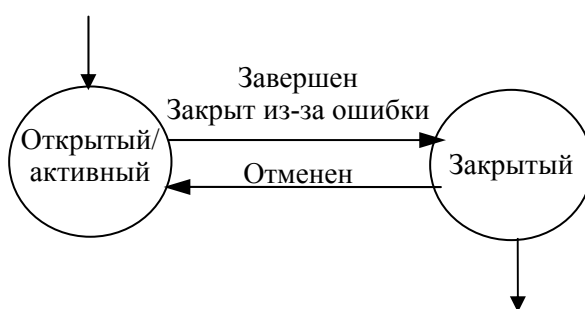 Завершен
Закрыт из-за ошибки
Открытый/
активный
Отменен
Закрытый